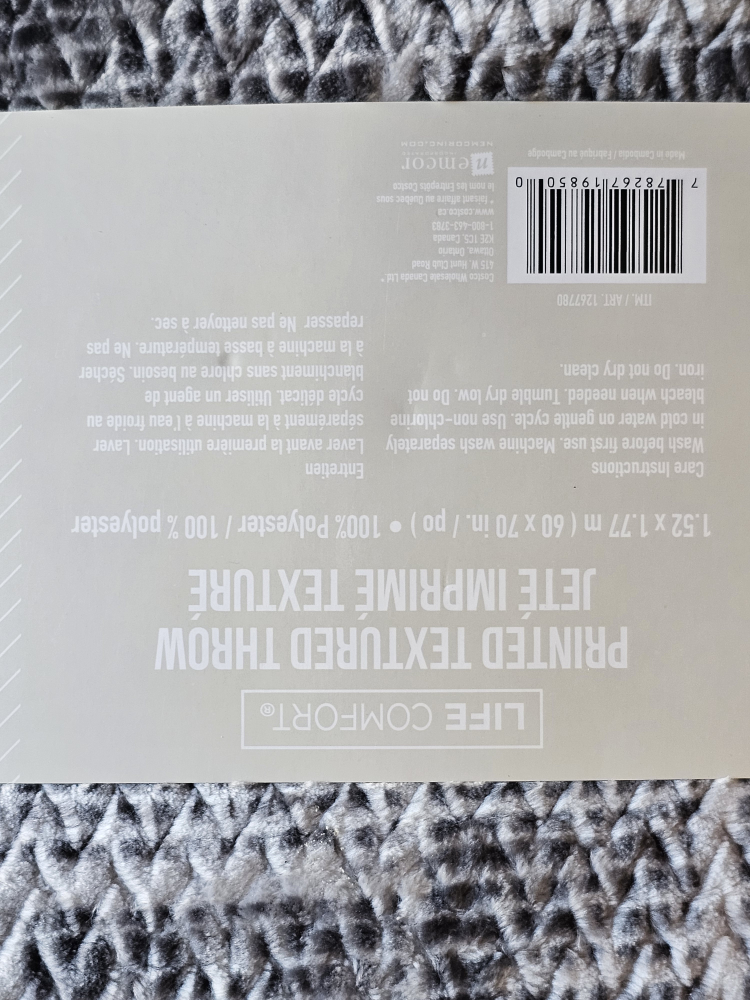 LIFE COMFORT®
PRINTED TEXTURED THROW
JETÉ IMPRIMÉ TEXTURÉ
1.52 x 1.77 m ( 60 x 70 in. / po ) • 100% Polyester / 100 % polyester
Care Instructions
Wash before first use. Machine wash separately
in cold water on gentle cycle. Use non-chlorine
bleach when needed. Tumble dry low. Do not
iron. Do not dry clean.
Entretien
Laver avant la première utilisation. Laver
séparément à la machine à l'eau froide au
cycle délicat. Utiliser un agent de
blanchiment sans chlore au besoin. Sécher
à la machine à basse température. Ne pas
repasser Ne pas nettoyer à sec.
ITM. / ART. 1267780
7 78267 19850 0
Made in Cambodia / Fabriqué au Cambodge
Costco Wholesale Canada Ltd.*
415 W. Hunt Club Road
Ottawa, Ontario
K2E 1C5, Canada
1-800-463-3783
www.costco.ca
* faisant affaire au Québec sous
le nom les Entrepôts Costco
nemcor
NEMCORINC.COM